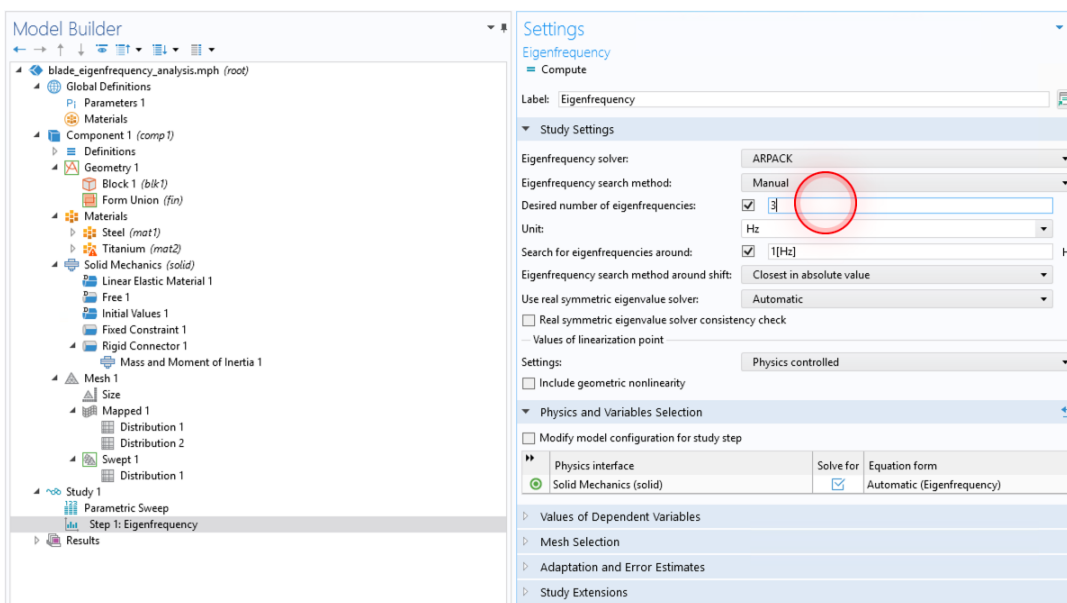 Model Builder
blade_eigenfrequency_analysis.mph (root)
Global Definitions
Pi Parameters 1
Materials
Component 1 (comp1)
Definitions
Geometry 1
Block 1 (blk1)
Form Union (fin)
Materials
Steel (mat1)
Titanium (mat2)
Solid Mechanics (solid)
Linear Elastic Material 1
Free 1
Initial Values 1
Fixed Constraint 1
Rigid Connector 1
Mass and Moment of Inertia 1
Mesh 1
Size
Mapped 1
Distribution 1
Distribution 2
Swept 1
Distribution 1
Study 1
Parametric Sweep
Step 1: Eigenfrequency
Results
Settings
Eigenfrequency
= Compute
Label: Eigenfrequency
Study Settings
Eigenfrequency solver: ARPACK
Eigenfrequency search method: Manual
Desired number of eigenfrequencies: 3
Unit: Hz
Search for eigenfrequencies around: 1[Hz] H
Eigenfrequency search method around shift: Closest in absolute value
Use real symmetric eigenvalue solver: Automatic
Real symmetric eigenvalue solver consistency check
Values of linearization point
Settings: Physics controlled
Include geometric nonlinearity
Physics and Variables Selection
Modify model configuration for study step
Physics interface Solve for Equation form
Solid Mechanics (solid) Automatic (Eigenfrequency)
Values of Dependent Variables
Mesh Selection
Adaptation and Error Estimates
Study Extensions